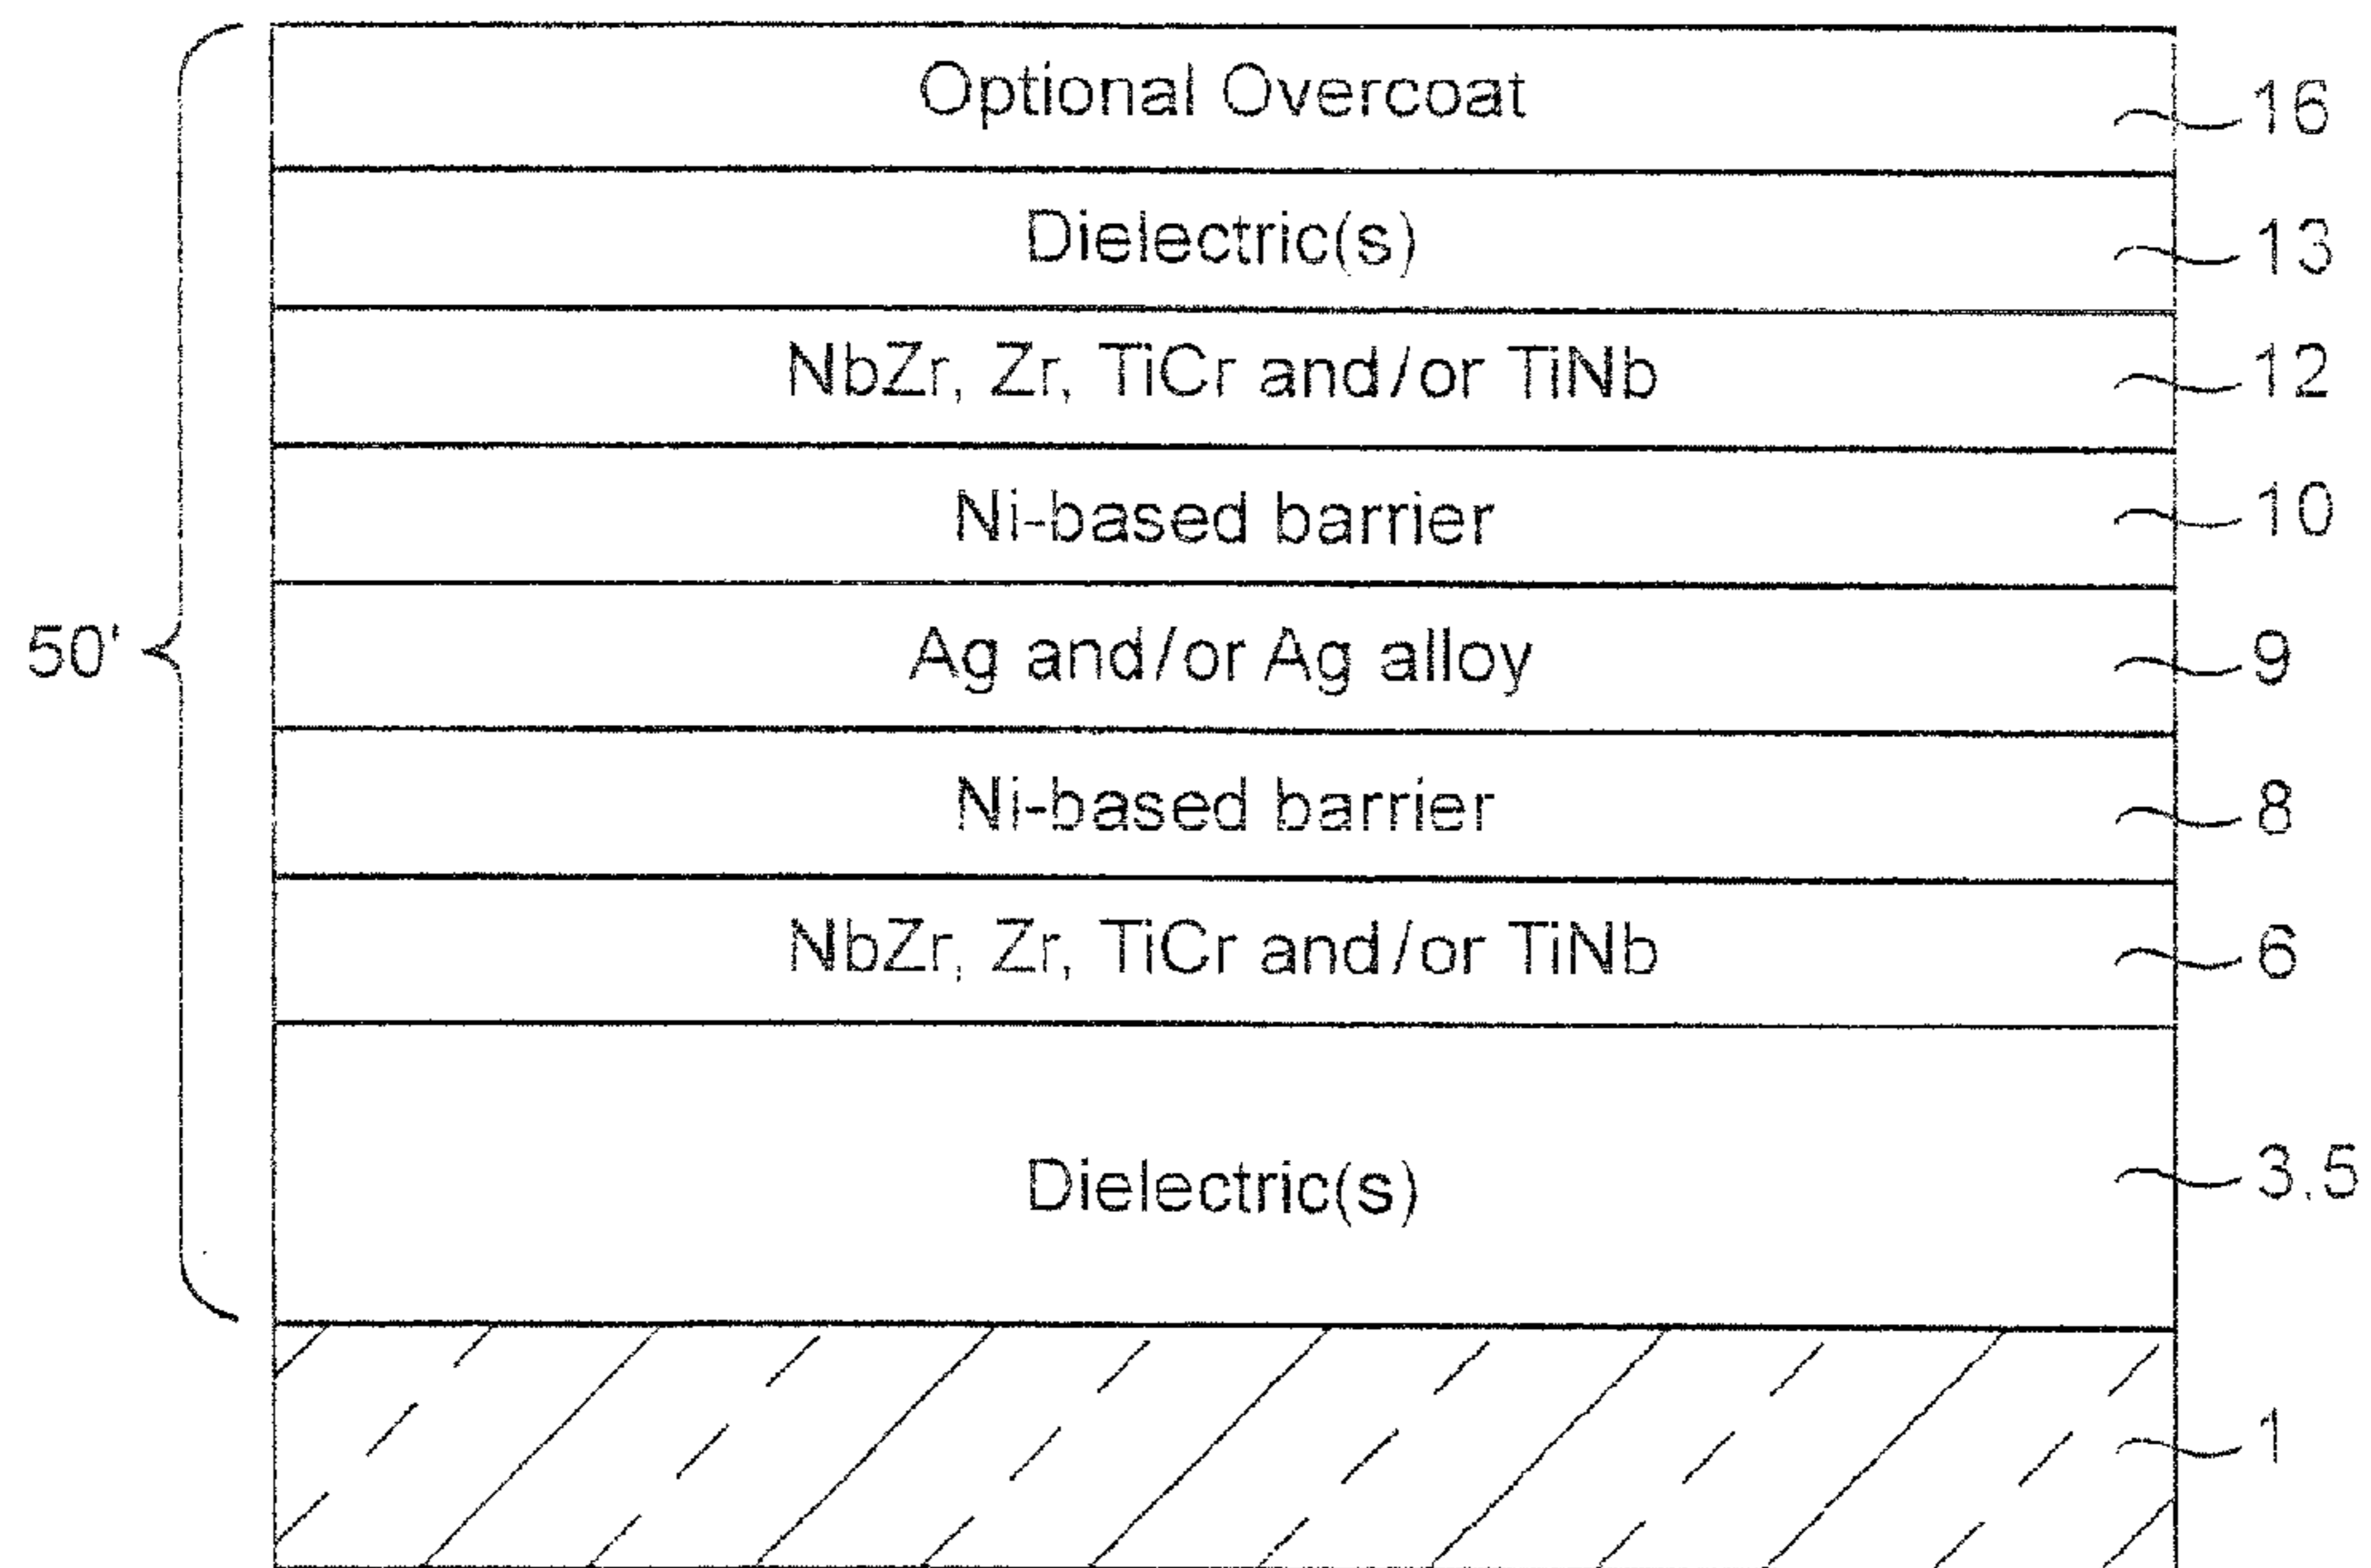 Optional Overcoat 16
Dielectric(s) 13
NbZr, Zr, TiCr and/or TiNb 12
Ni-based barrier 10
50' Ag and/or Ag alloy 9
Ni-based barrier 8
NbZr, Zr, TiCr and/or TiNb 6
Dielectric(s) 3.5
1